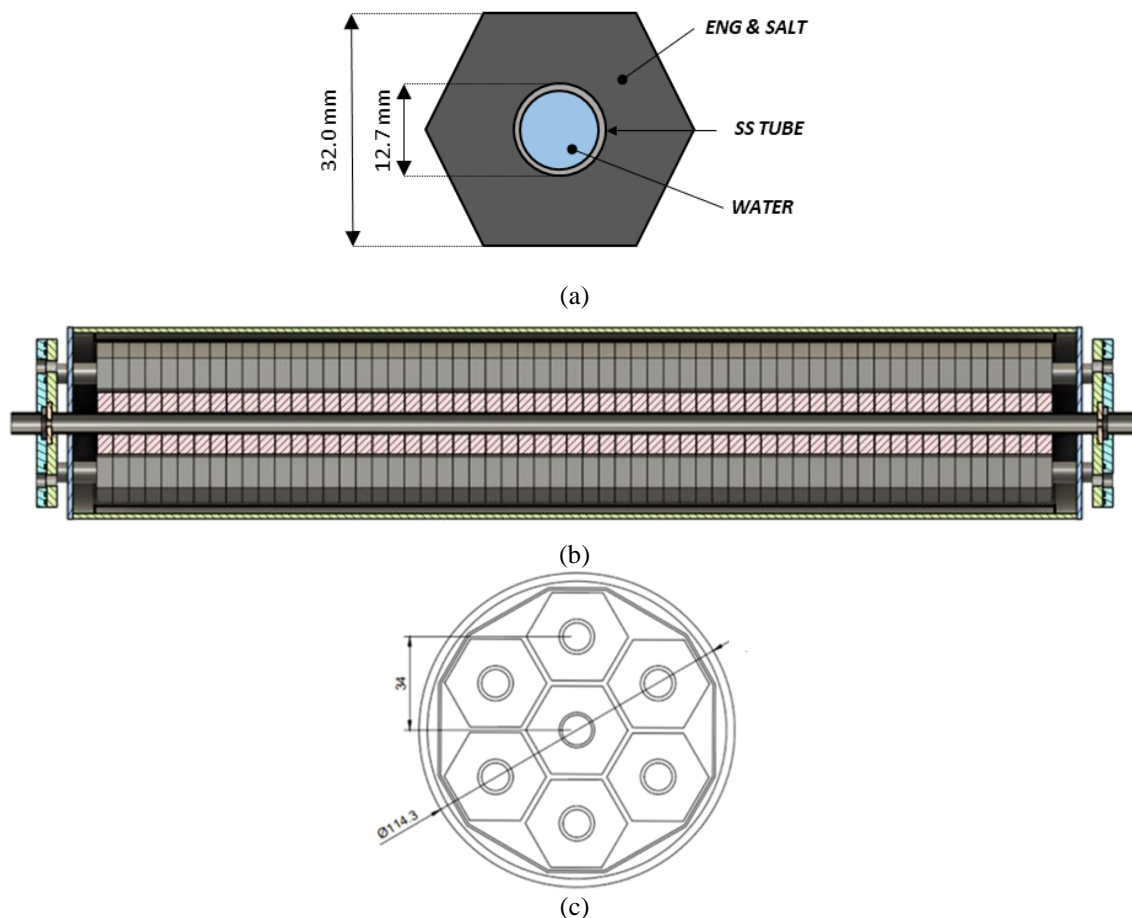 ENG & SALT
32.0 mm
12.7 mm
SS TUBE
WATER
(a)
(b)
34
Ø114.3
(c)